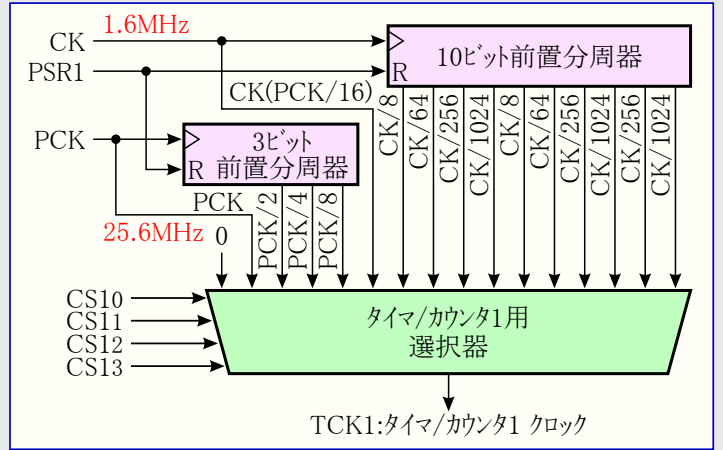 CK 1.6MHz
PSR1
10ビット前置分周器
R
CK(PCK/16)
PCK
3ビット
R 前置分周器
PCK
25.6MHz 0
PCK/2
PCK/4
PCK/8
CK/8
CK/64
CK/256
CK/1024
CK/8
CK/64
CK/256
CK/1024
CK/256
CK/1024
CS10
CS11
CS12
CS13
タイマ/カウンタ1用
選択器
TCK1:タイマ/カウンタ1 クロック